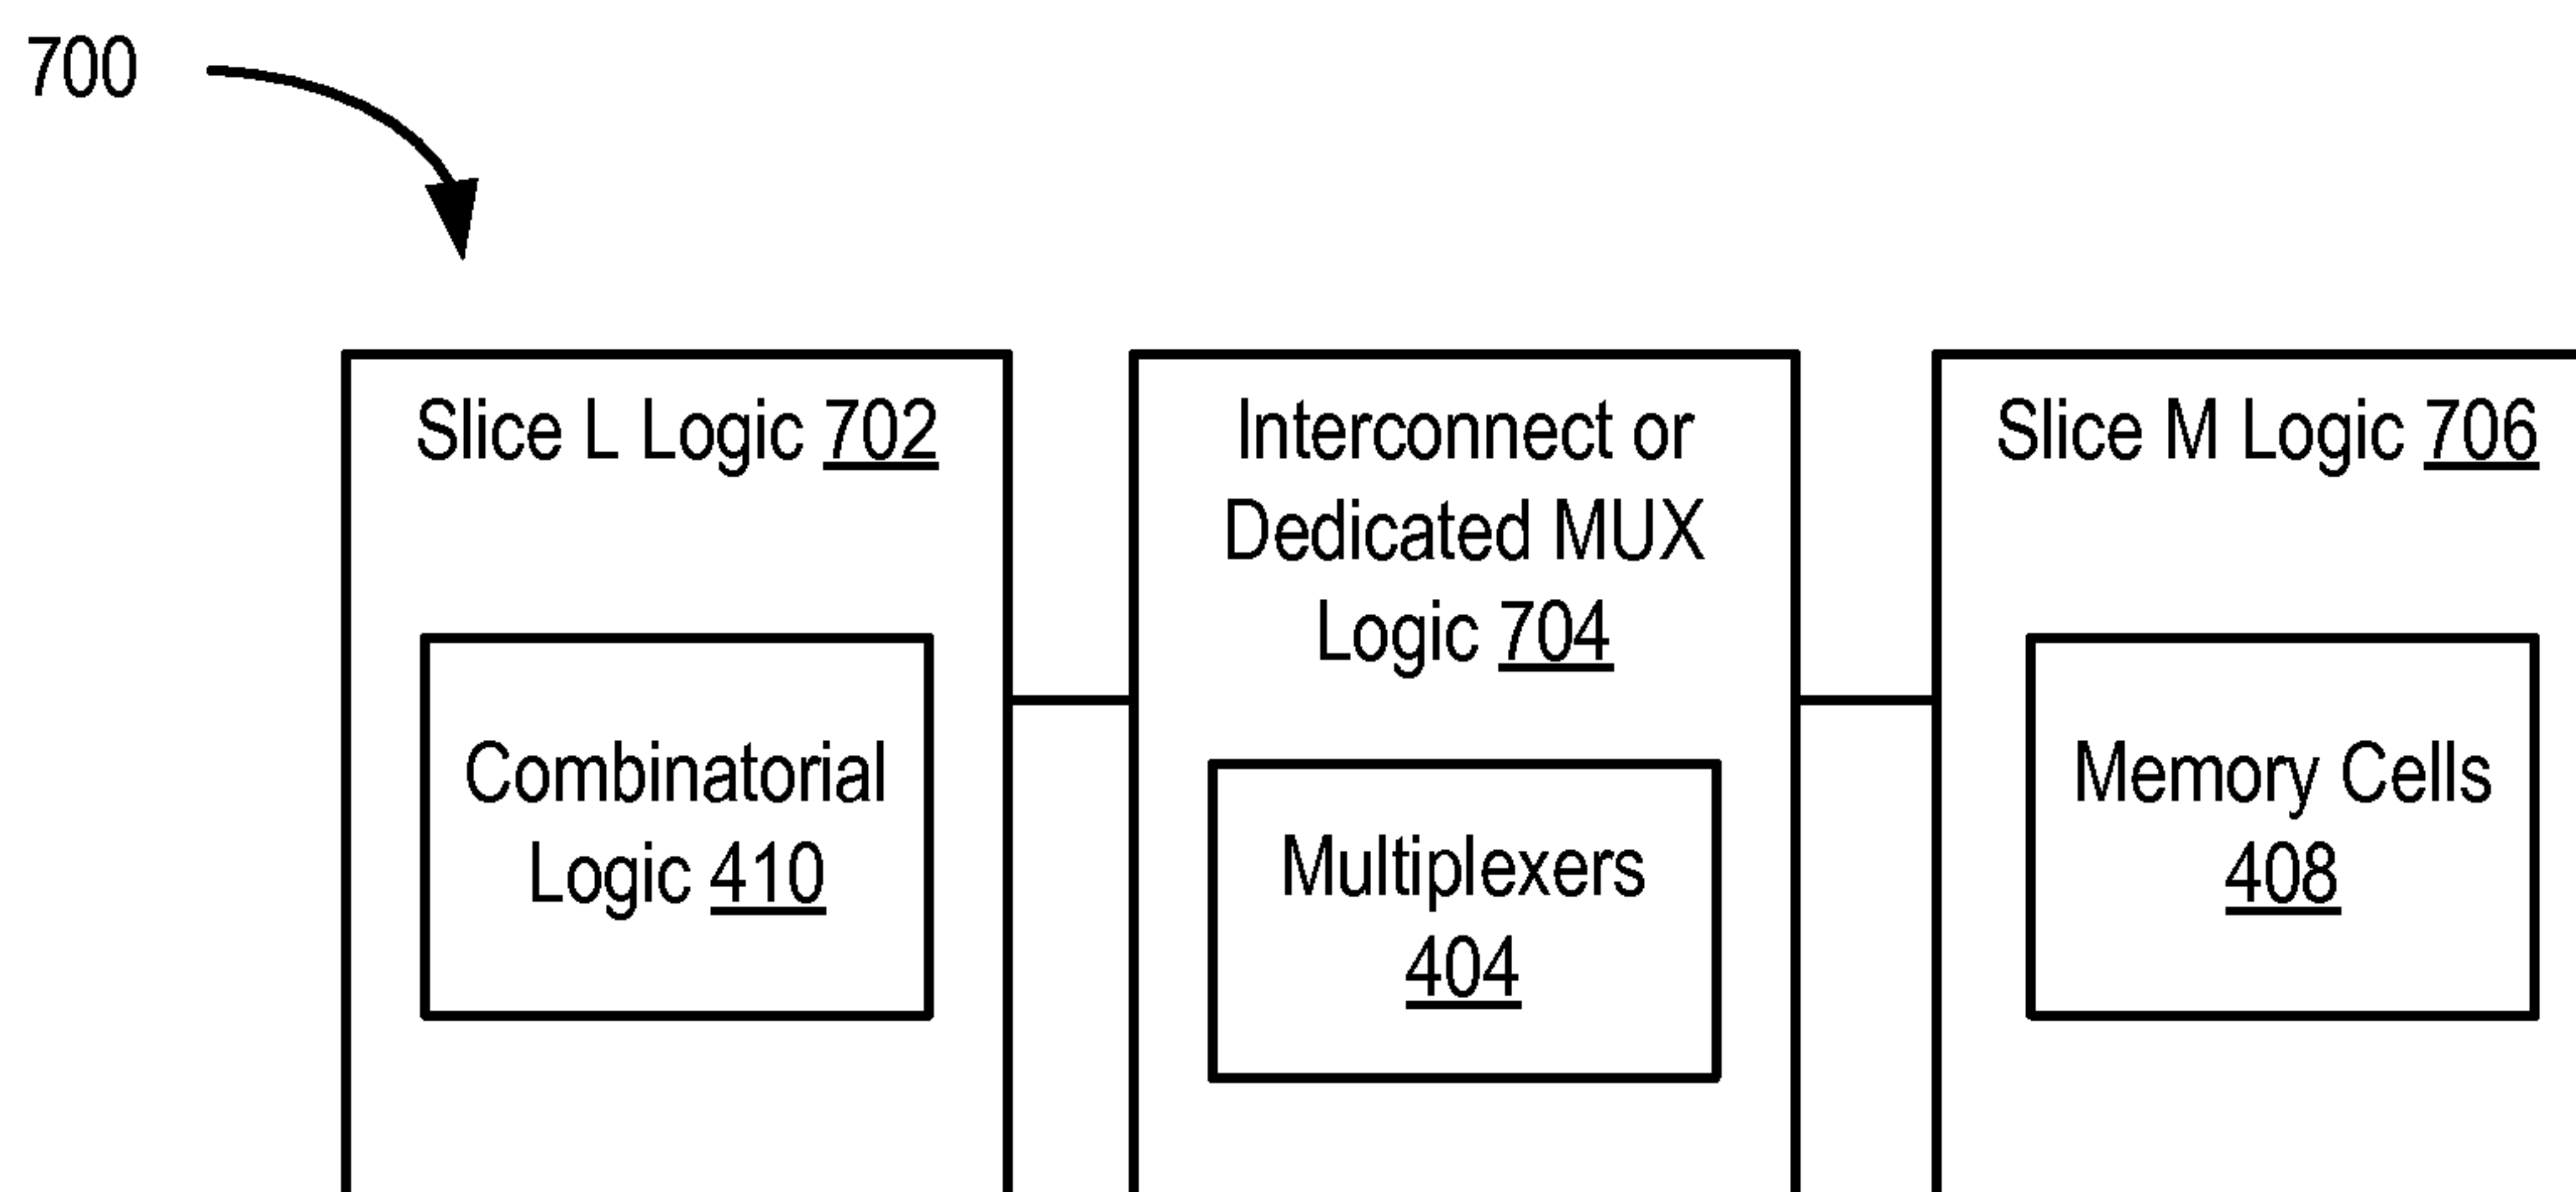 700
Slice L Logic 702
Combinatorial
Logic 410
Interconnect or
Dedicated MUX
Logic 704
Multiplexers
404
Slice M Logic 706
Memory Cells
408